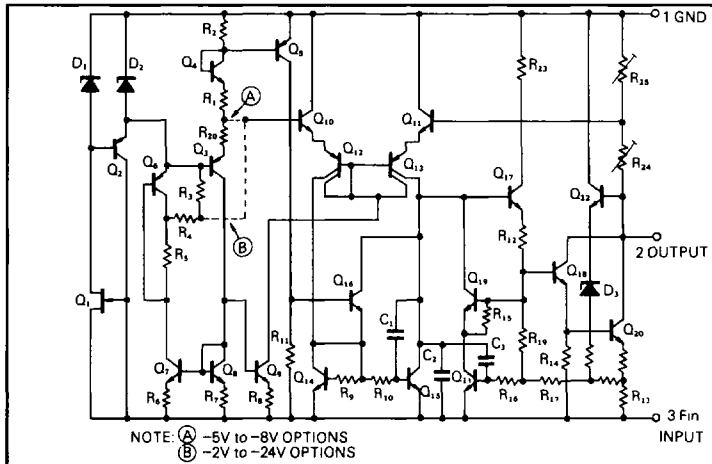 R2
1 GND
Q4
Q5
D1
D2
R1
A
R23
R25
Q10
Q11
R20
Q2
Q6
Q3
Q12
Q13
R24
Q17
Q12
R3
R4
B
R12
2 OUTPUT
R5
Q18
Q16
Q19
D3
Q1
R15
C1
R11
R19
Q20
C2
C3
R14
Q7
Q8
Q9
Q14
R9
R10
Q15
R16
R17
R13
R6
R7
R8
3 Fin
INPUT
NOTE: A -5V to -8V OPTIONS
B -2V to -24V OPTIONS